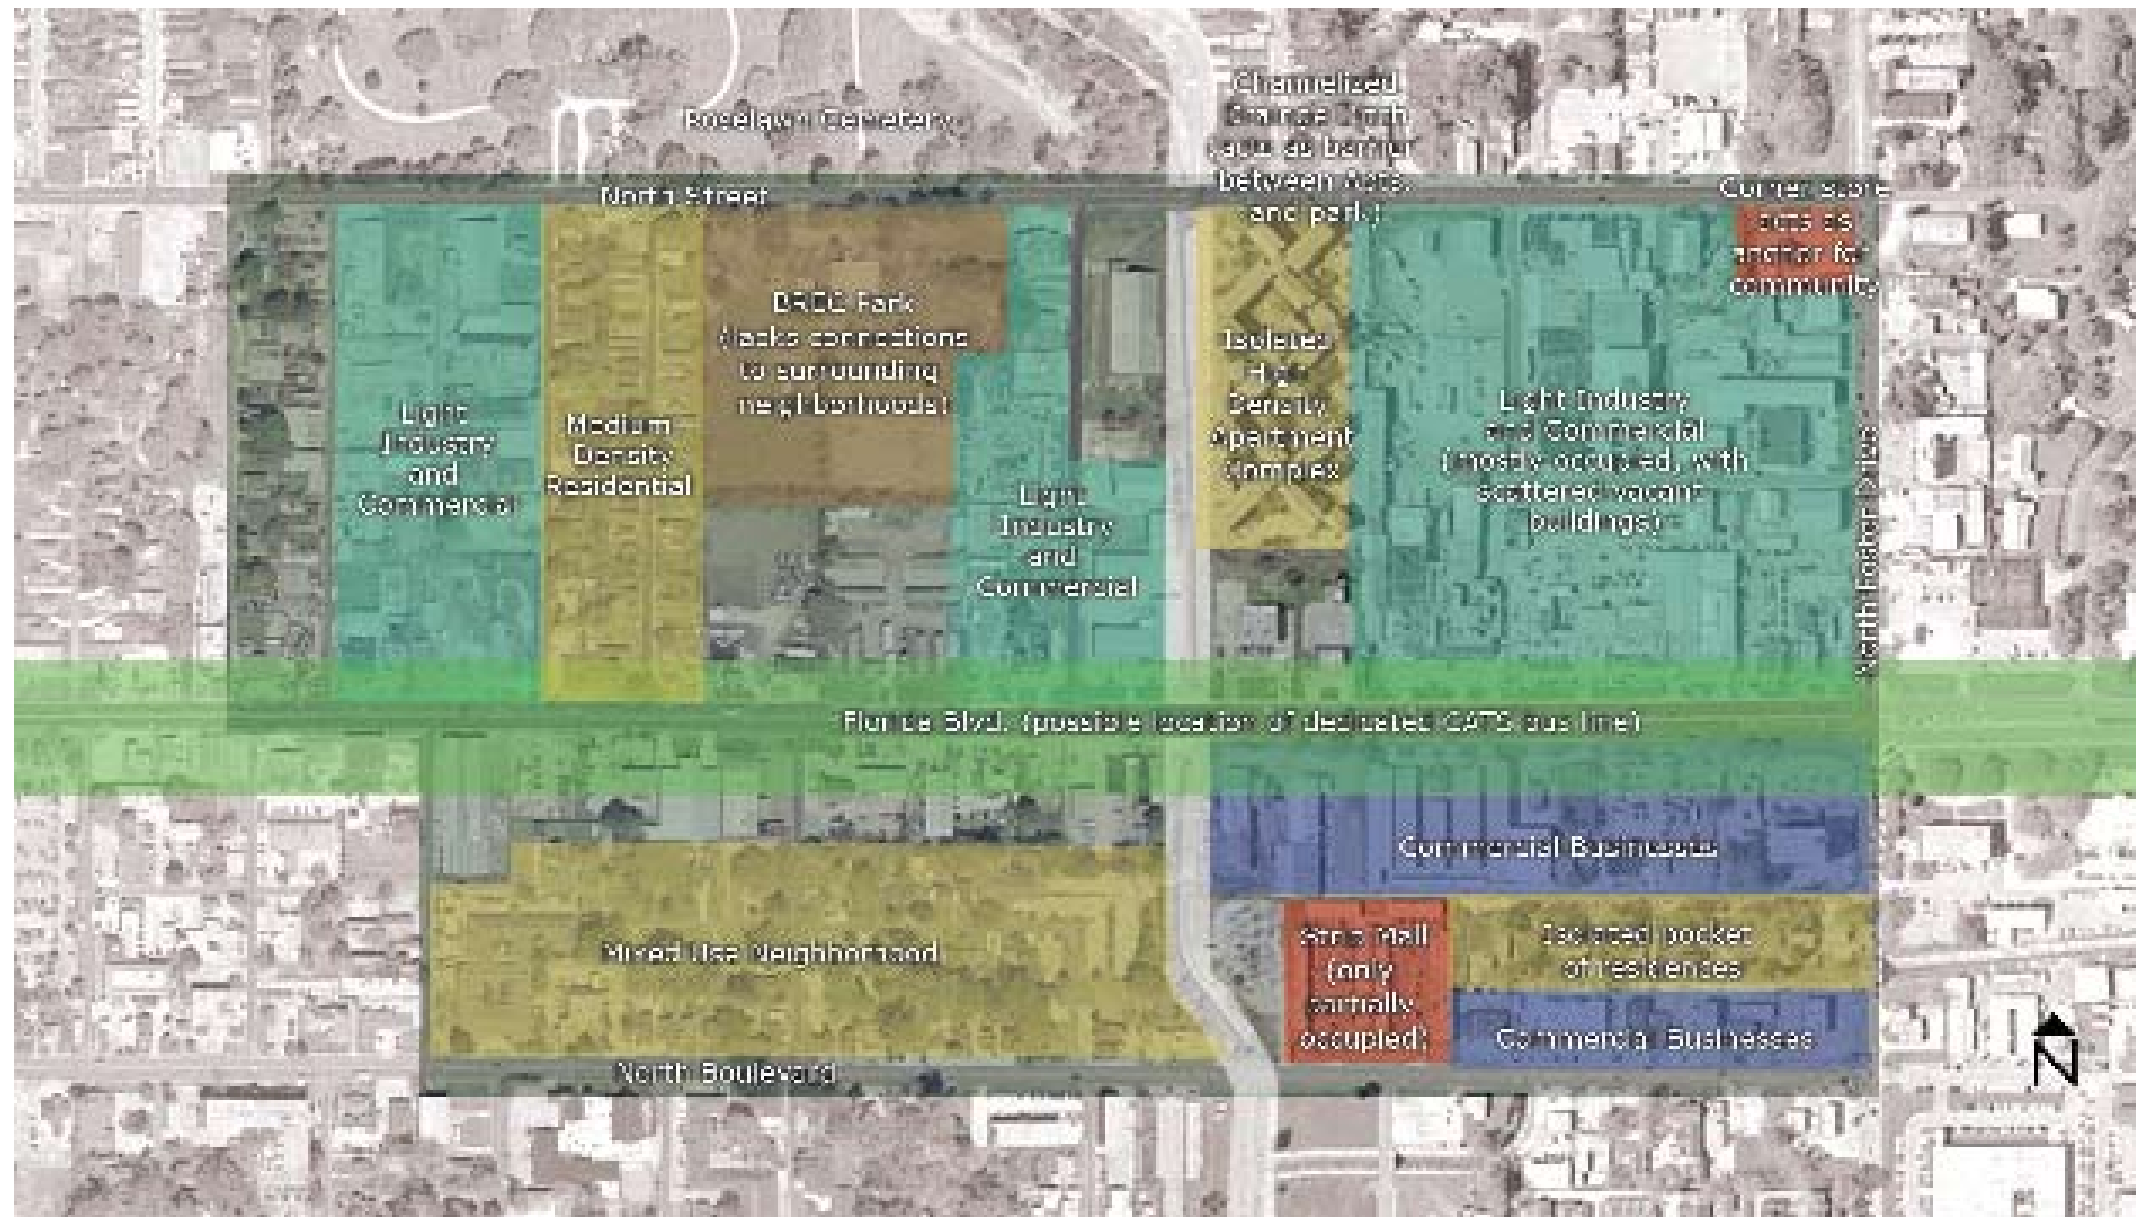 Roselawn Cemetery
Channelized
Drainage Ditch
(acts as barrier
between Apts.
and park)
North Street
Corner store
acts as
anchor for
community
BREC Park
(lacks connections
to surrounding
neighborhoods)
Isolated
High
Density
Apartment
Complex
Light
Industry
and
Commercial
Medium
Density
Residential
Light Industry
and Commercial
(mostly occupied, with
scattered vacant
buildings)
Light
Industry
and
Commercial
North Foster Drive
Florida Blvd. (possible location of dedicated CATS bus line)
Commercial Businesses
Mixed Use Neighborhood
Strip Mall
(only
partially
occupied)
Isolated pocket
of residences
Commercial Businesses
North Boulevard
N